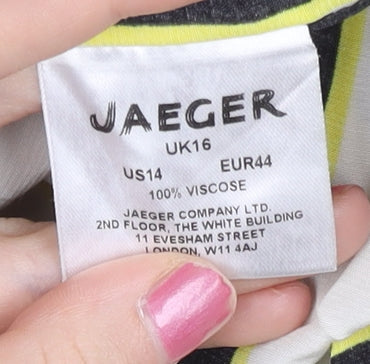 JAEGER
UK16
US14 EUR44
100% VISCOSE
JAEGER COMPANY LTD.
2ND FLOOR, THE WHITE BUILDING
11 EVESHAM STREET
LONDON, W11 4AJ